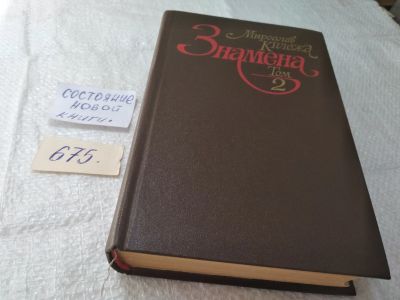 Мирослав
Крлежа
Знамена
Том
2
СОСТОЯНИЕ
НОВОЙ
КНИГИ.
675.